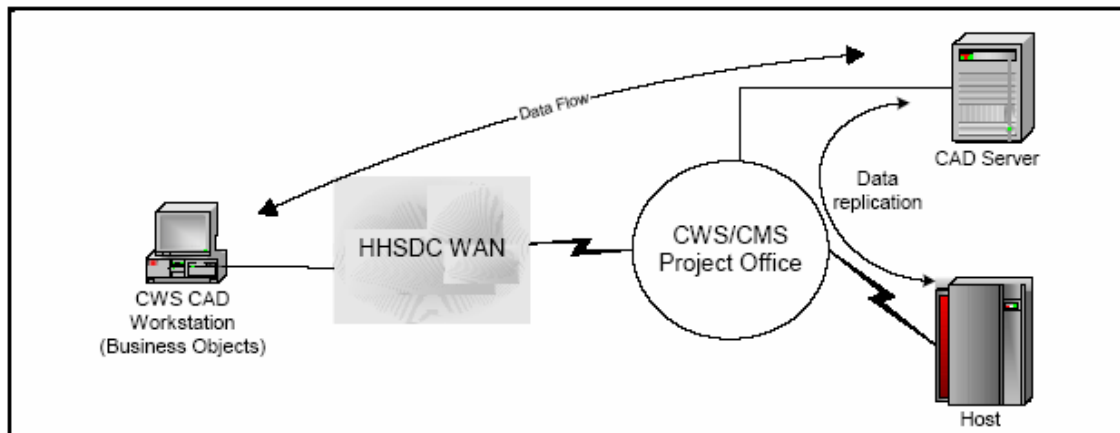 Data Flow
CAD Server
Data
replication
HHSDC WAN
CWS/CMS
Project Office
CWS CAD
Workstation
(Business Objects)
Host